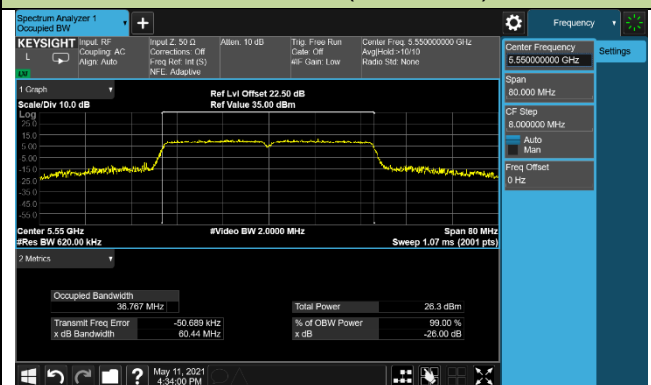 Spectrum Analyzer 1
Occupied BW
Frequency
KEYSIGHT
L
LXI
Input: RF
Coupling: AC
Align: Auto
Input Z: 50 Ω
Corrections: Off
Freq Ref: Int (S)
NFE: Adaptive
Atten: 10 dB
Trig: Free Run
Gate: Off
#IF Gain: Low
Center Freq: 5.550000000 GHz
Avg|Hold:>10/10
Radio Std: None
Center Frequency
5.550000000 GHz
Settings
Span
80.000 MHz
CF Step
8.000000 MHz
Auto
Man
Freq Offset
0 Hz
1 Graph
Scale/Div 10.0 dB
Ref Lvl Offset 22.50 dB
Ref Value 35.00 dBm
Log
25.0
15.0
5.00
-5.00
-15.0
-25.0
-35.0
-45.0
-55.0
Center 5.55 GHz
#Video BW 2.0000 MHz
Span 80 MHz
#Res BW 620.00 kHz
Sweep 1.07 ms (2001 pts)
2 Metrics
Occupied Bandwidth
36.767 MHz
Total Power 26.3 dBm
Transmit Freq Error -50.689 kHz
% of OBW Power 99.00 %
x dB Bandwidth 60.44 MHz
x dB -26.00 dB
?
May 11, 2021
4:34:00 PM